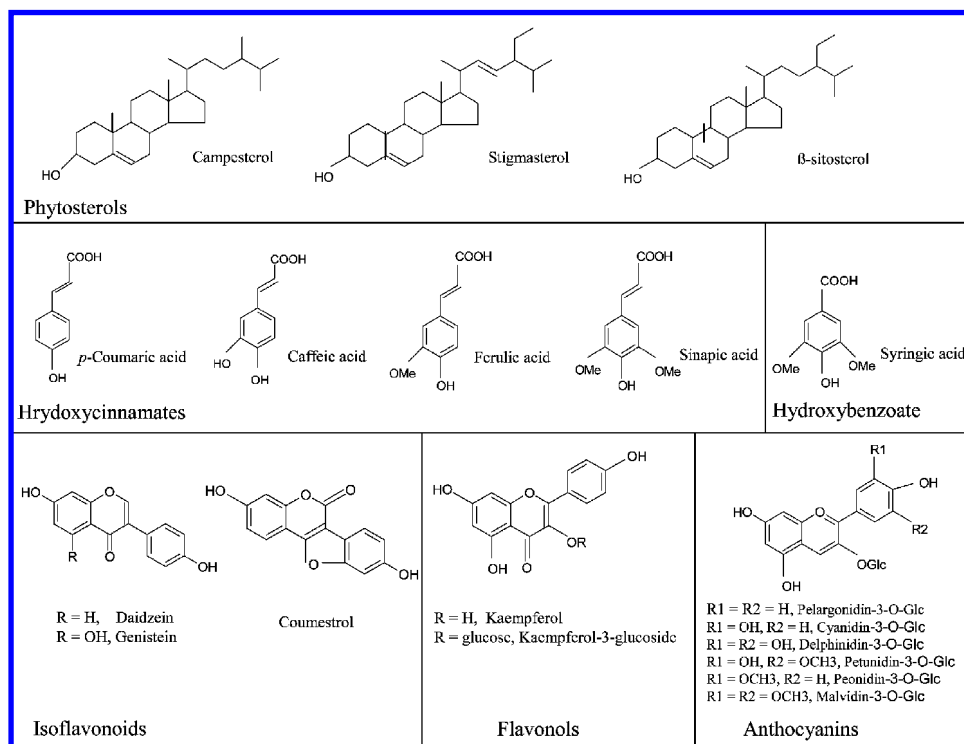 Campesterol
Stigmasterol
ß-sitosterol
HO
HO
HO
Phytosterols
COOH
COOH
COOH
COOH
COOH
p-Coumaric acid
Caffeic acid
Ferulic acid
Sinapic acid
Syringic acid
OH
HO
OH
OMe
OH
OMe
OH
OMe
OMe
OH
OMe
Hrydoxycinnamates
Hydroxybenzoate
HO
O
R
O
OH
R = H, Daidzein
R = OH, Genistein
HO
O
O
O
OH
Coumestrol
Isoflavonoids
OH
HO
O
OR
OH
O
R = H, Kaempferol
R = glucose, Kaempferol-3-glucoside
Flavonols
R1
OH
R2
HO
O
OGlc
OH
R1 = R2 = H, Pelargonidin-3-O-Glc
R1 = OH, R2 = H, Cyanidin-3-O-Glc
R1 = R2 = OH, Delphinidin-3-O-Glc
R1 = OH, R2 = OCH3, Petunidin-3-O-Glc
R1 = OCH3, R2 = H, Peonidin-3-O-Glc
R1 = R2 = OCH3, Malvidin-3-O-Glc
Anthocyanins